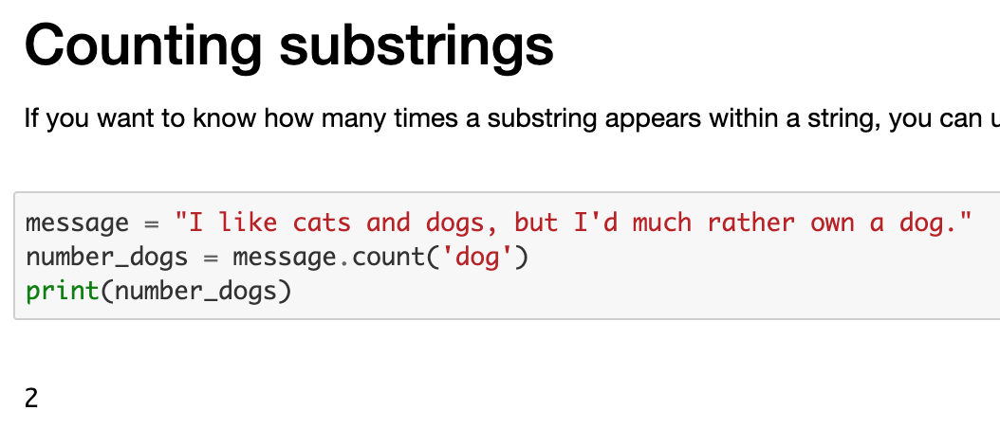 Counting substrings
If you want to know how many times a substring appears within a string, you can
message = "I like cats and dogs, but I'd much rather own a dog."
number_dogs = message.count('dog')
print(number_dogs)
2